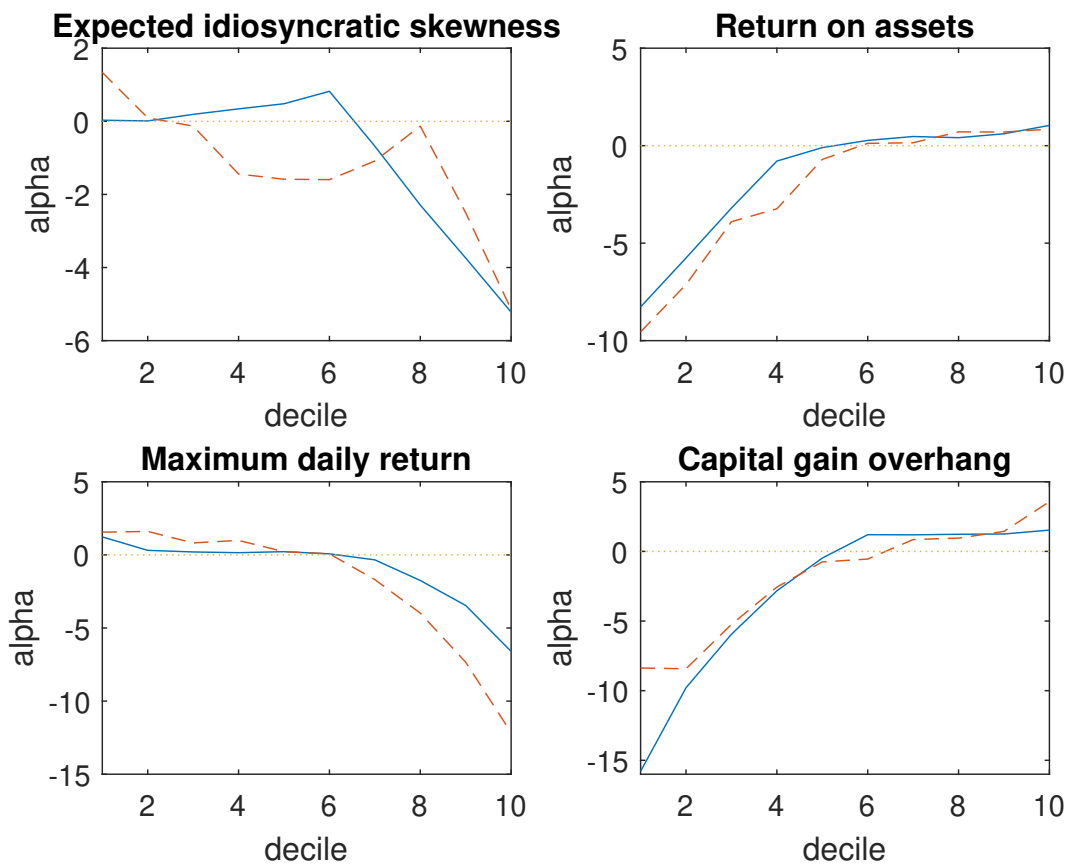 Expected idiosyncratic skewness
2
0
-2
-4
-6
alpha
2 4 6 8 10
decile
Return on assets
5
0
-5
-10
alpha
2 4 6 8 10
decile
Maximum daily return
5
0
-5
-10
-15
alpha
2 4 6 8 10
decile
Capital gain overhang
5
0
-5
-10
-15
alpha
2 4 6 8 10
decile